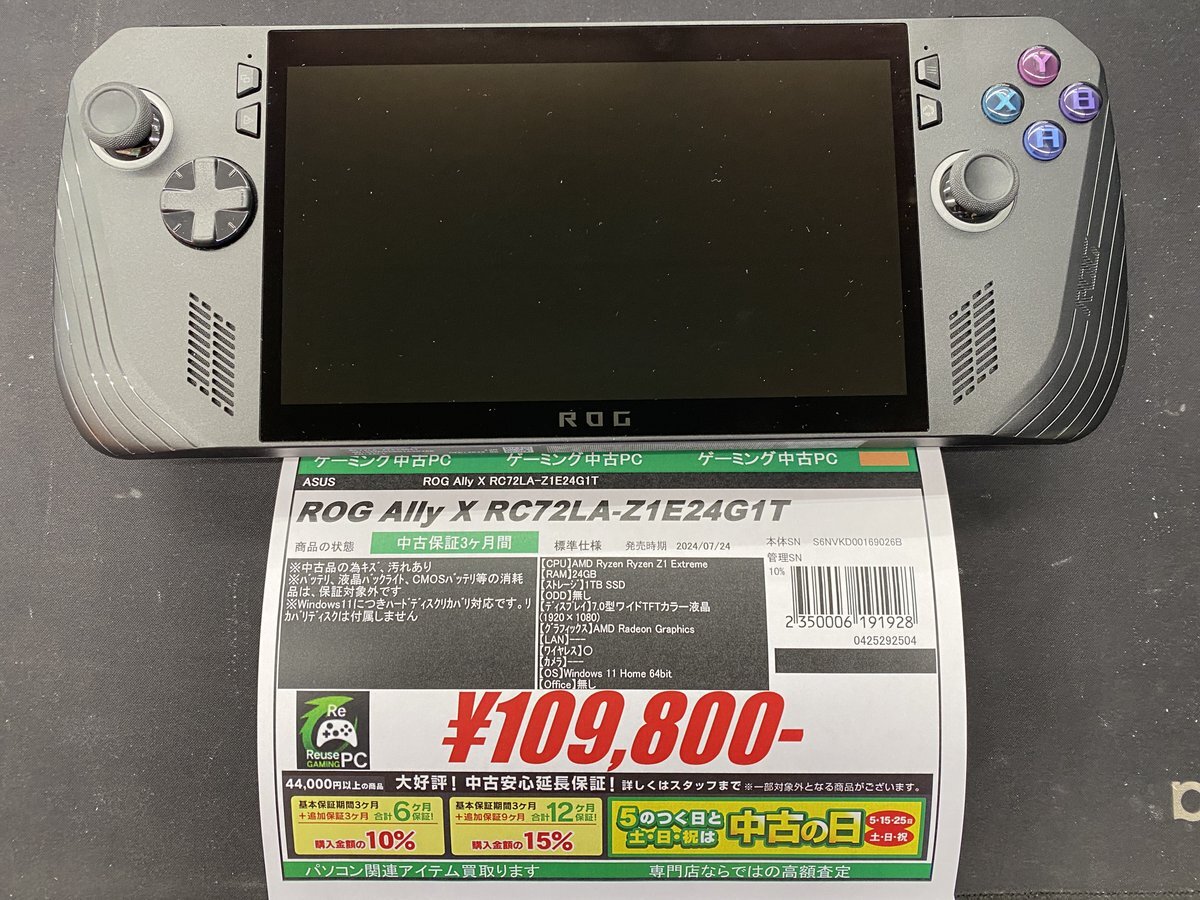 Y
X
B
A
ROG
ゲーミング中古PC ゲーミング中古PC ゲーミング中古PC
ASUS ROG Ally X RC72LA-Z1E24G1T
ROG Ally X RC72LA-Z1E24G1T
商品の状態 中古保証3ヶ月間 標準仕様 発売時期 2024/07/24 本体SN S6NVKD00169026B
管理SN
10%
※中古品の為キズ、汚れあり
※バッテリ、液晶バックライト、CMOSバッテリ等の消耗
品は、保証対象外です
※Windows11につきハードディスクリカバリ対応です。リ
カバリディスクは付属しません
【CPU】AMD Ryzen Ryzen Z1 Extreme
【RAM】24GB
【ストレージ】1TB SSD
【ODD】無し
【ディスプレイ】7.0型ワイドTFTカラー液晶
(1920×1080)
【グラフィックス】AMD Radeon Graphics
【LAN】---
【ワイヤレス】〇
【カメラ】---
【OS】Windows 11 Home 64bit
【Office】無し
2350006 191928
0425292504
Re
Reuse
GAMING PC
¥109,800-
44,000円以上の商品 大好評！中古安心延長保証！詳しくはスタッフまで ※一部対象外となる商品がございます。
基本保証期間3ヶ月
+追加保証3ヶ月 合計6ヶ月保証!
購入金額の10%
基本保証期間3ヶ月
+追加保証9ヶ月 合計12ヶ月保証!
購入金額の15%
5のつく日と
土・日・祝は
中古の日
5・15・25日
土・日・祝
パソコン関連アイテム買取ります 専門店ならではの高額査定